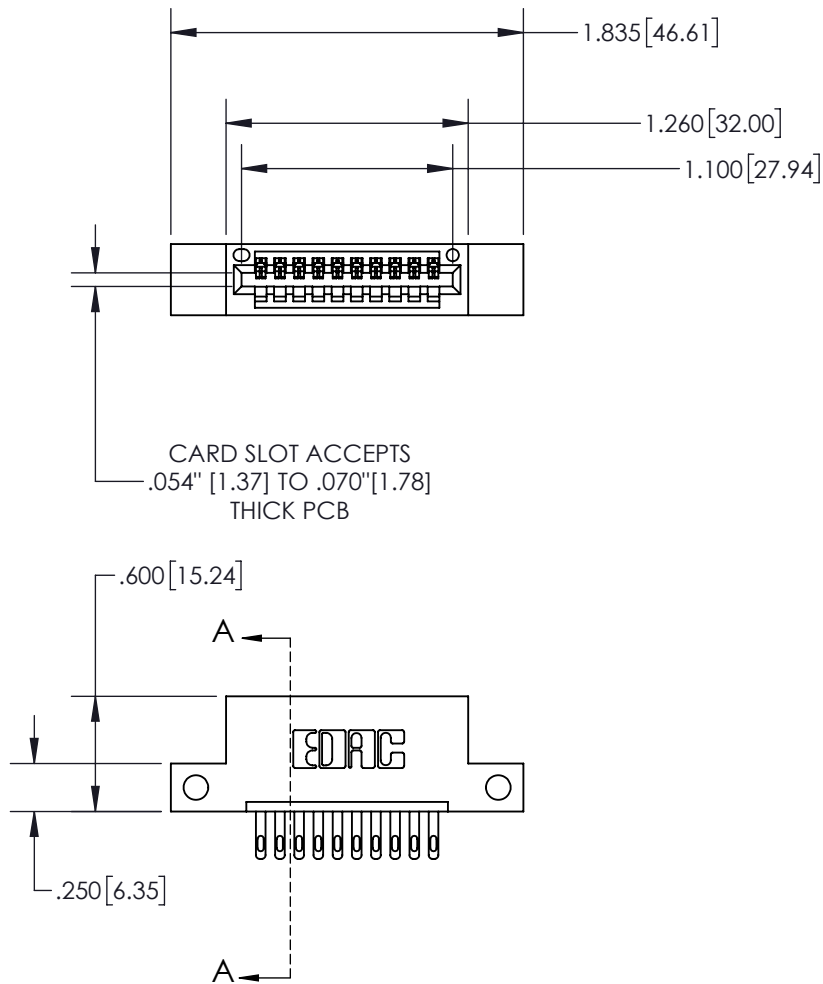 1.835[46.61]
1.260[32.00]
1.100[27.94]
CARD SLOT ACCEPTS
.054" [1.37] TO .070"[1.78]
THICK PCB
.600[15.24]
A
EDAC
.250[6.35]
A